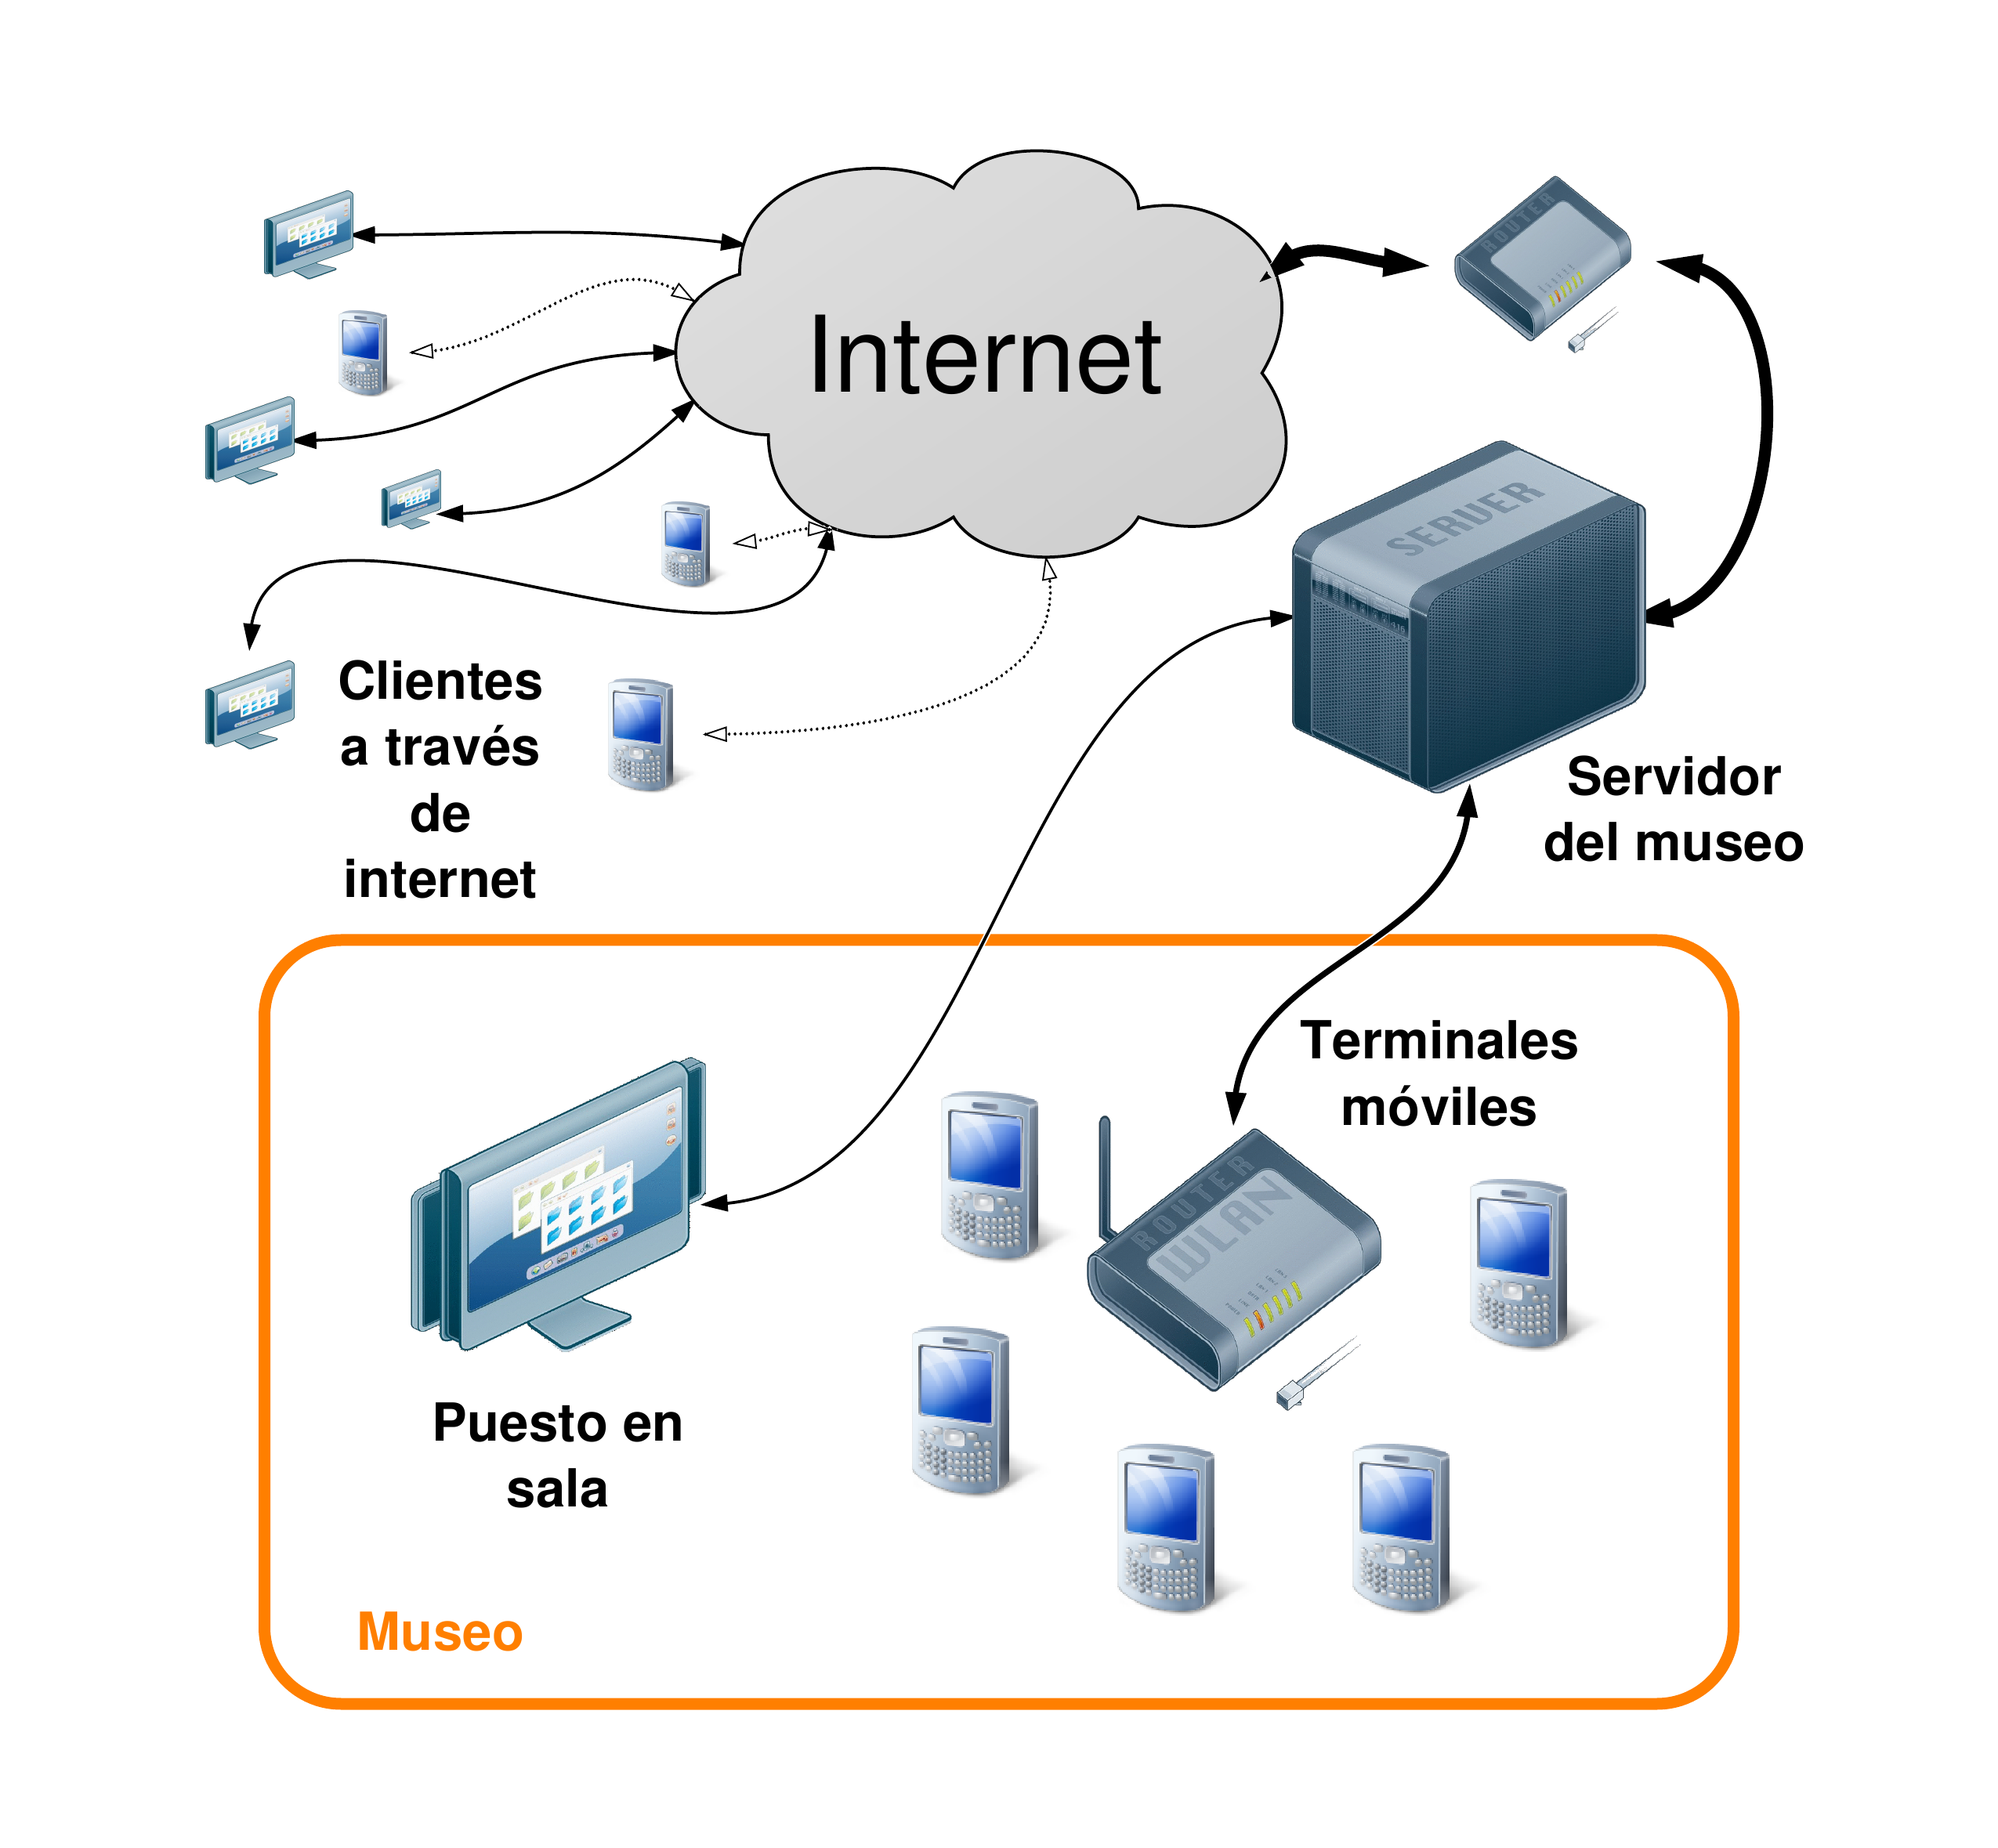 Internet
ROUTER
SERVER
Clientes
a través
de
internet
Servidor
del museo
Terminales
móviles
ROUTER
WLAN
Puesto en
sala
Museo